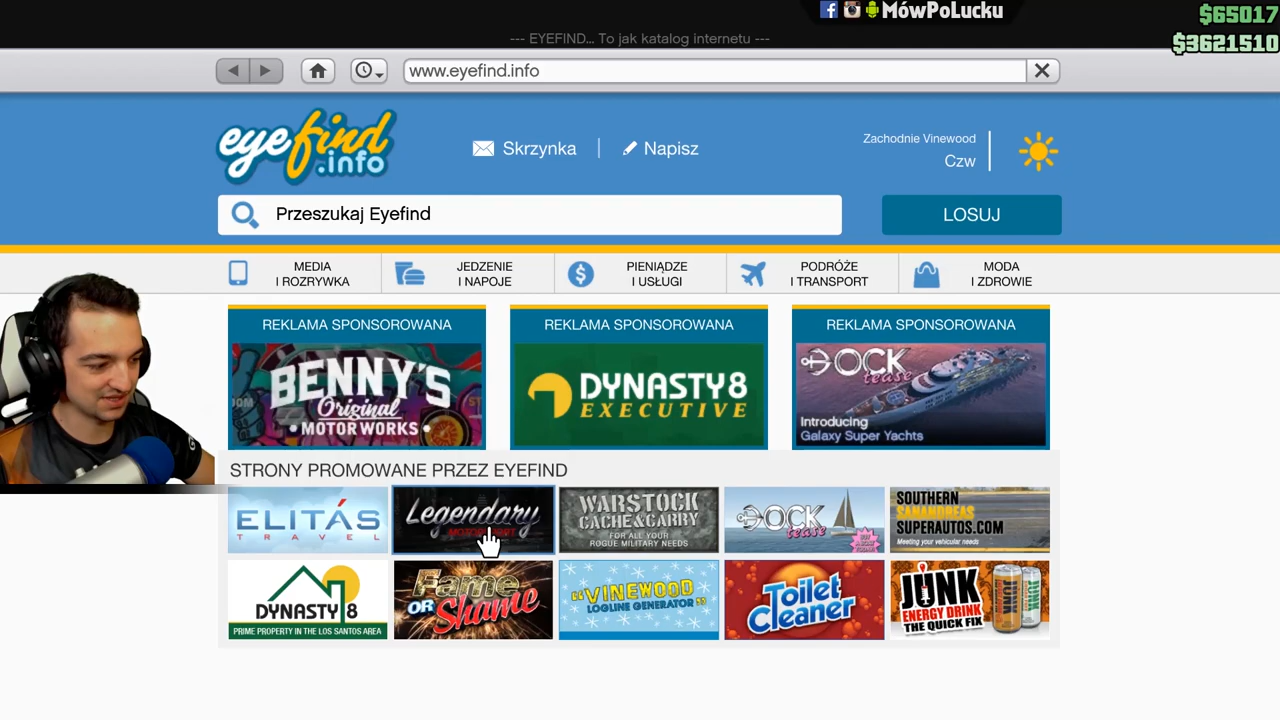 MówPoLucku
$65017
$3621510
--- EYEFIND... To jak katalog internetu ---
www.eyefind.info
eyefind
.info
Skrzynka
Napisz
Zachodnie Vinewood
Czw
Przeszukaj Eyefind
LOSUJ
MEDIA
I ROZRYWKA
JEDZENIE
I NAPOJE
PIENIĄDZE
I USŁUGI
PODRÓŻE
I TRANSPORT
MODA
I ZDROWIE
REKLAMA SPONSOROWANA
REKLAMA SPONSOROWANA
REKLAMA SPONSOROWANA
BENNY'S
Original
MOTOR WORKS
DYNASTY 8
EXECUTIVE
DOCK
tease
Introducing
Galaxy Super Yachts
STRONY PROMOWANE PRZEZ EYEFIND
ELITÁS
TRAVEL
Legendary
WARSTOCK
CACHE & CARRY
FOR ALL YOUR
ROGUE MILITARY NEEDS
DOCK
tease
SOUTHERN
SANANDREAS
SUPERAUTOS.COM
Meeting your vehicular needs
DYNASTY 8
PRIME PROPERTY IN THE LOS SANTOS AREA
Fame
OR Shame
"VINEWOOD
LOGLINE GENERATOR"
Toilet
Cleaner
JUNK
ENERGY DRINK
THE QUICK FIX